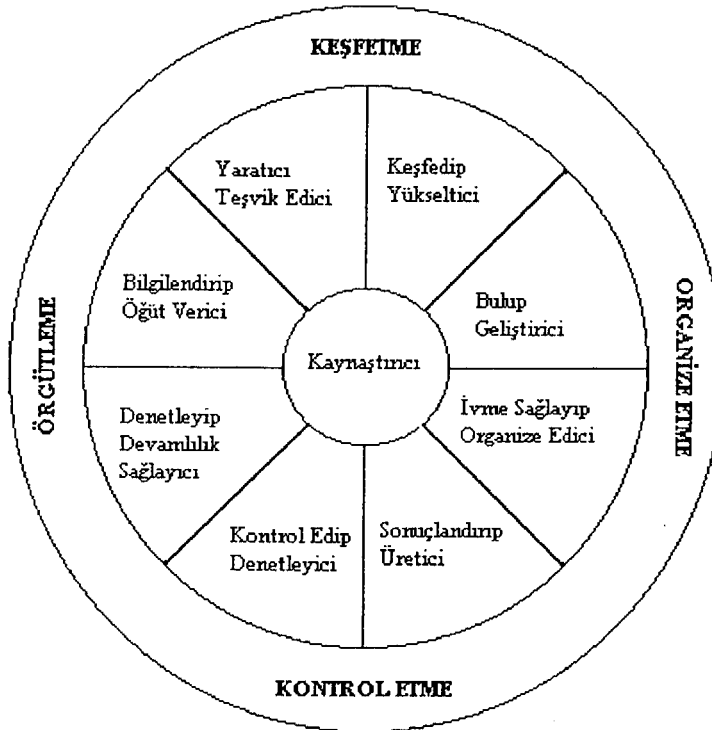 KEŞFETME
Yaratıcı
Teşvik Edici
Keşfedip
Yükseltici
Bilgilendirip
Öğüt Verici
Bulup
Geliştirici
ÖRGÜTLEME
Kaynaştırıcı
ORGANİZE ETME
Denetleyip
Devamlılık
Sağlayıcı
İvme Sağlayıp
Organize Edici
Kontrol Edip
Denetleyici
Sonuçlandırıp
Üretici
KONTROL ETME